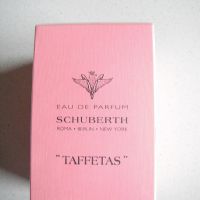 EAU DE PARFUM
SCHUBERTH
ROMA • BERLIN • NEW YORK
"TAFFETAS"